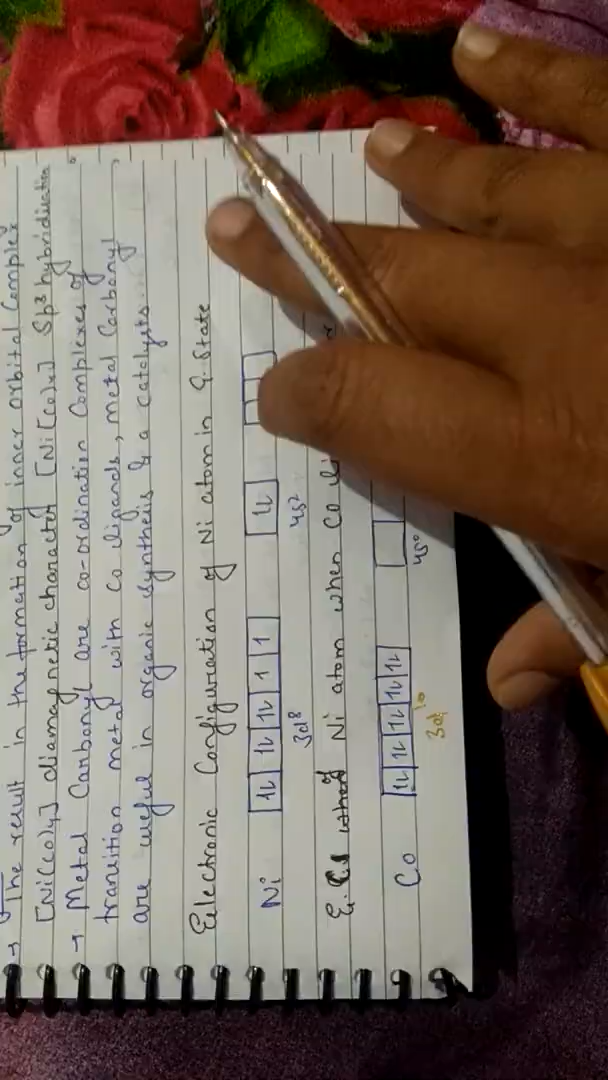 → The result in the formation of inner orbital Complex
[Ni(Co)4] diamagnetic character [Ni(Co)4] Sp³ hybridisation
→ Metal Carbonyl are co-ordination Complexes of
transition metal with Co ligands, metal Carbonyl
are useful in organic synthesis & a catalysts.
Electronic Configuration of Ni atom in G. State
Ni 1L 1L 1L 1 1 1L
3d8 4s2
E. C. of Ni atom when Co
Co 1L 1L 1L 1L 1L
3d10 4s0